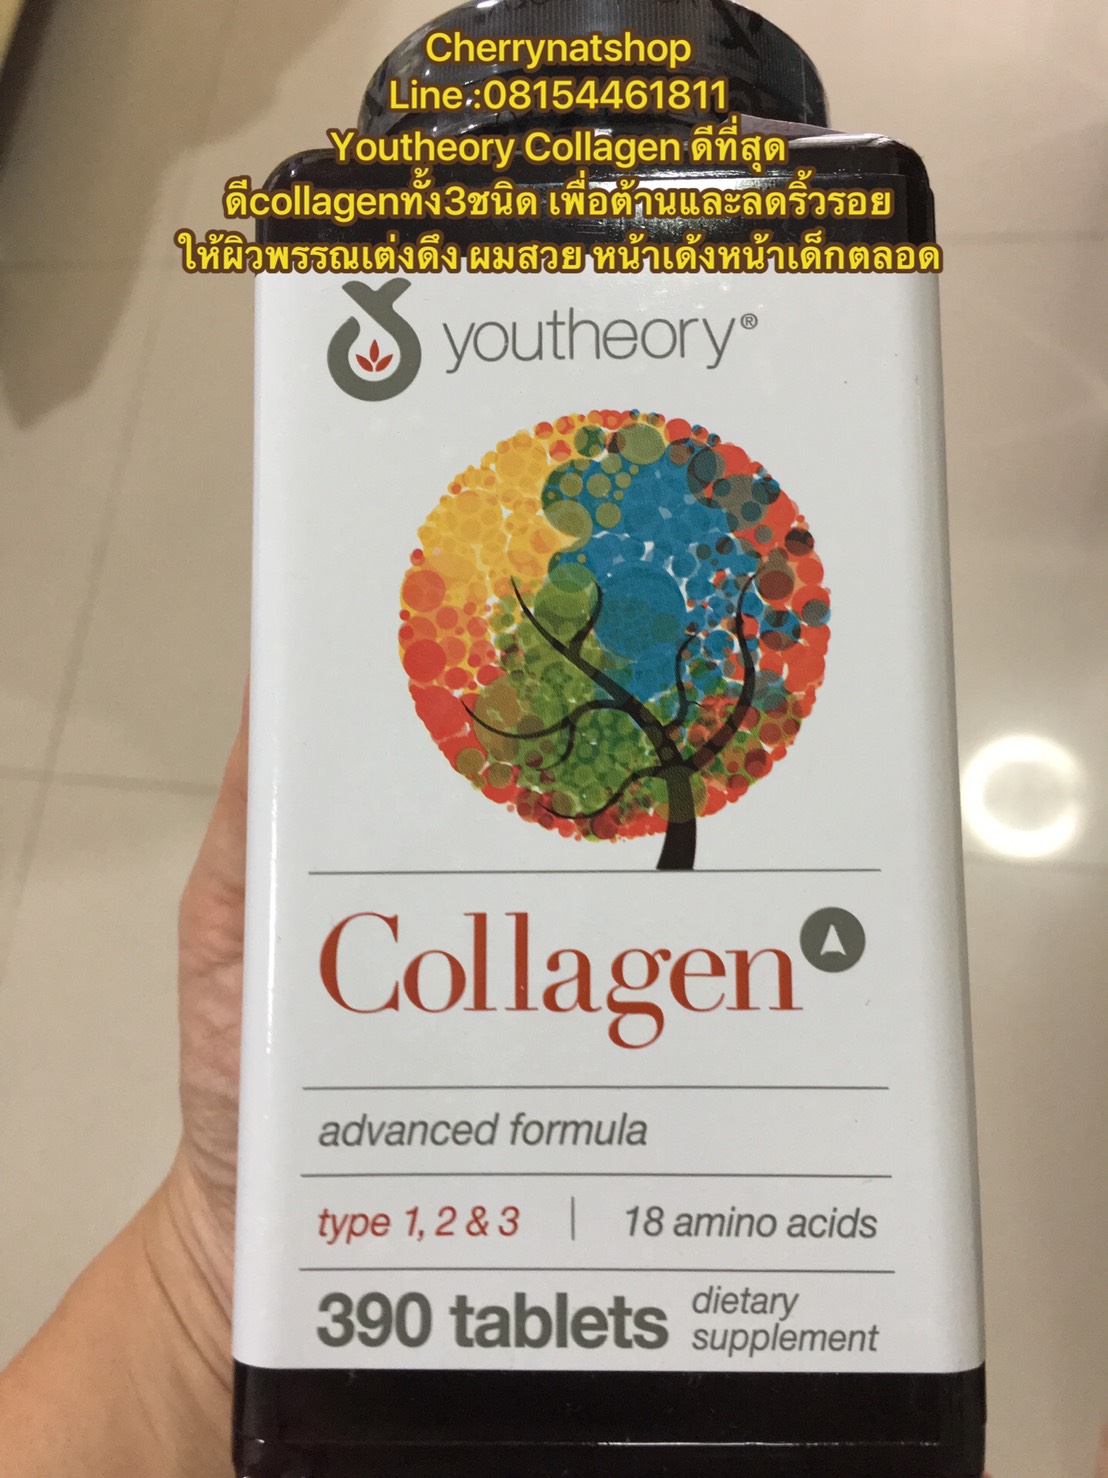 Cherrynatshop
Line :08154461811
Youtheory Collagen ดีที่สุด
ดีcollagenทั้ง3ชนิด เพื่อต้านและลดริ้วรอย
ให้ผิวพรรณเต่งดึง ผมสวย หน้าเด้งหน้าเด็กตลอด
youtheory®
Collagen A
advanced formula
type 1, 2 & 3 | 18 amino acids
390 tablets dietary supplement